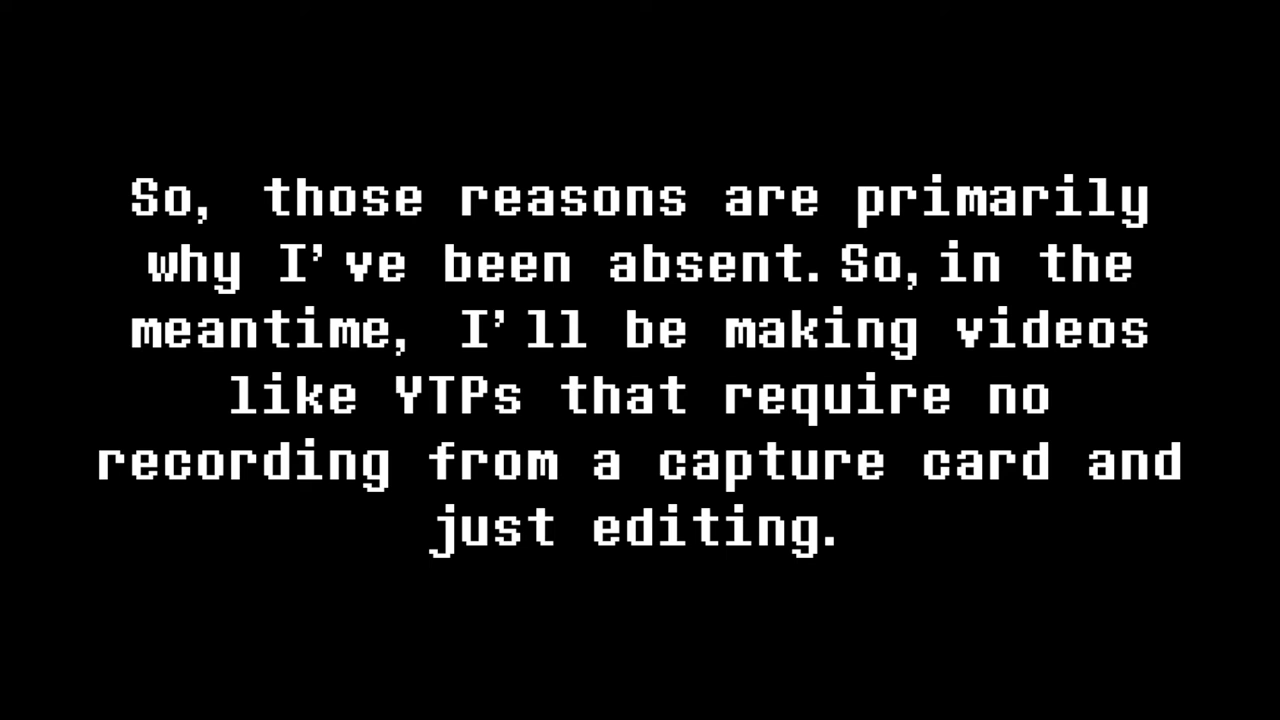 So, those reasons are primarily
why I've been absent. So, in the
meantime, I'll be making videos
like YTPs that require no
recording from a capture card and
just editing.